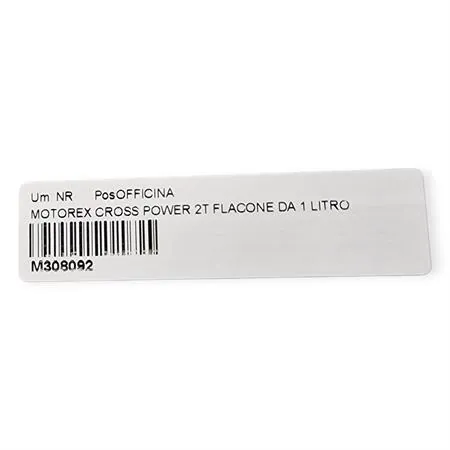 Um NR PosOFFICINA
MOTOREX CROSS POWER 2T FLACONE DA 1 LITRO
M308092